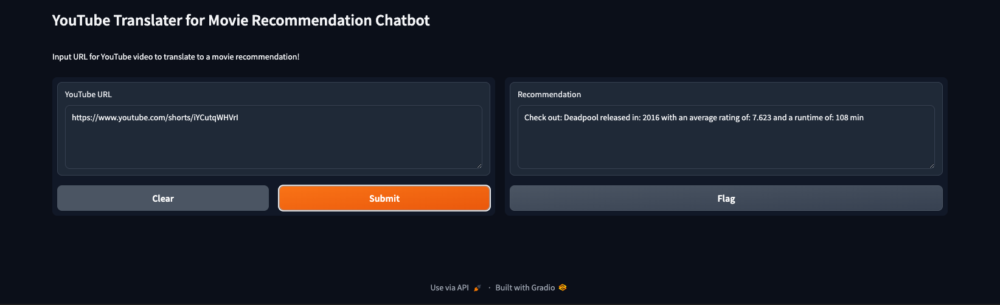 YouTube Translater for Movie Recommendation Chatbot
Input URL for YouTube video to translate to a movie recommendation!
YouTube URL
https://www.youtube.com/shorts/iYCutqWHVrI
Clear
Submit
Recommendation
Check out: Deadpool released in: 2016 with an average rating of: 7.623 and a runtime of: 108 min
Flag
Use via API · Built with Gradio